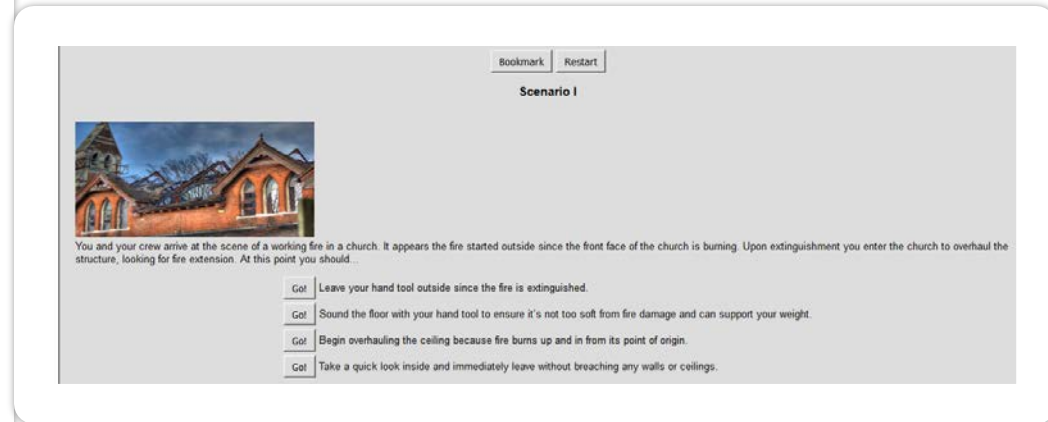 Bookmark Restart
Scenario I
You and your crew arrive at the scene of a working fire in a church. It appears the fire started outside since the front face of the church is burning. Upon extinguishment you enter the church to overhaul the
structure, looking for fire extension. At this point you should...
Go! Leave your hand tool outside since the fire is extinguished.
Go! Sound the floor with your hand tool to ensure it's not too soft from fire damage and can support your weight.
Go! Begin overhauling the ceiling because fire burns up and in from its point of origin.
Go! Take a quick look inside and immediately leave without breaching any walls or ceilings.